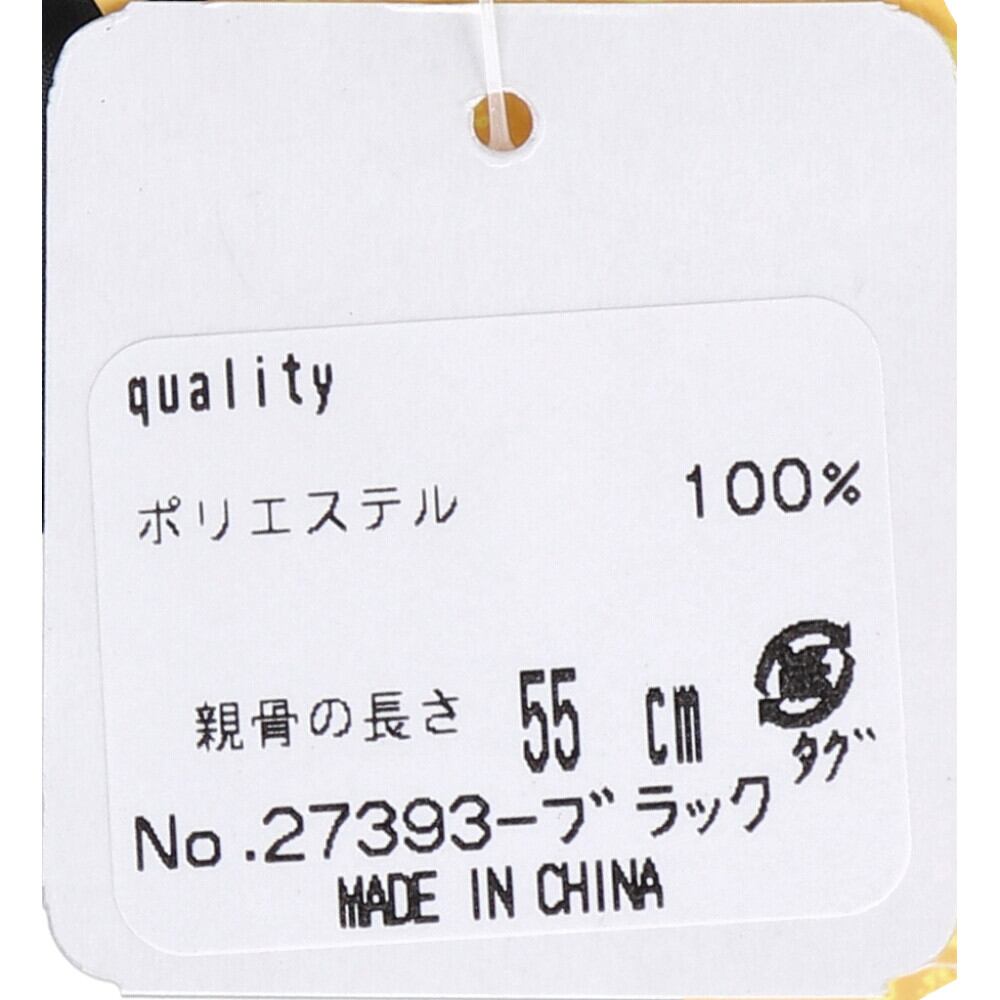 quality
ポリエステル 100%
親骨の長さ 55 cm
タグ
No.27393-ブラック
MADE IN CHINA